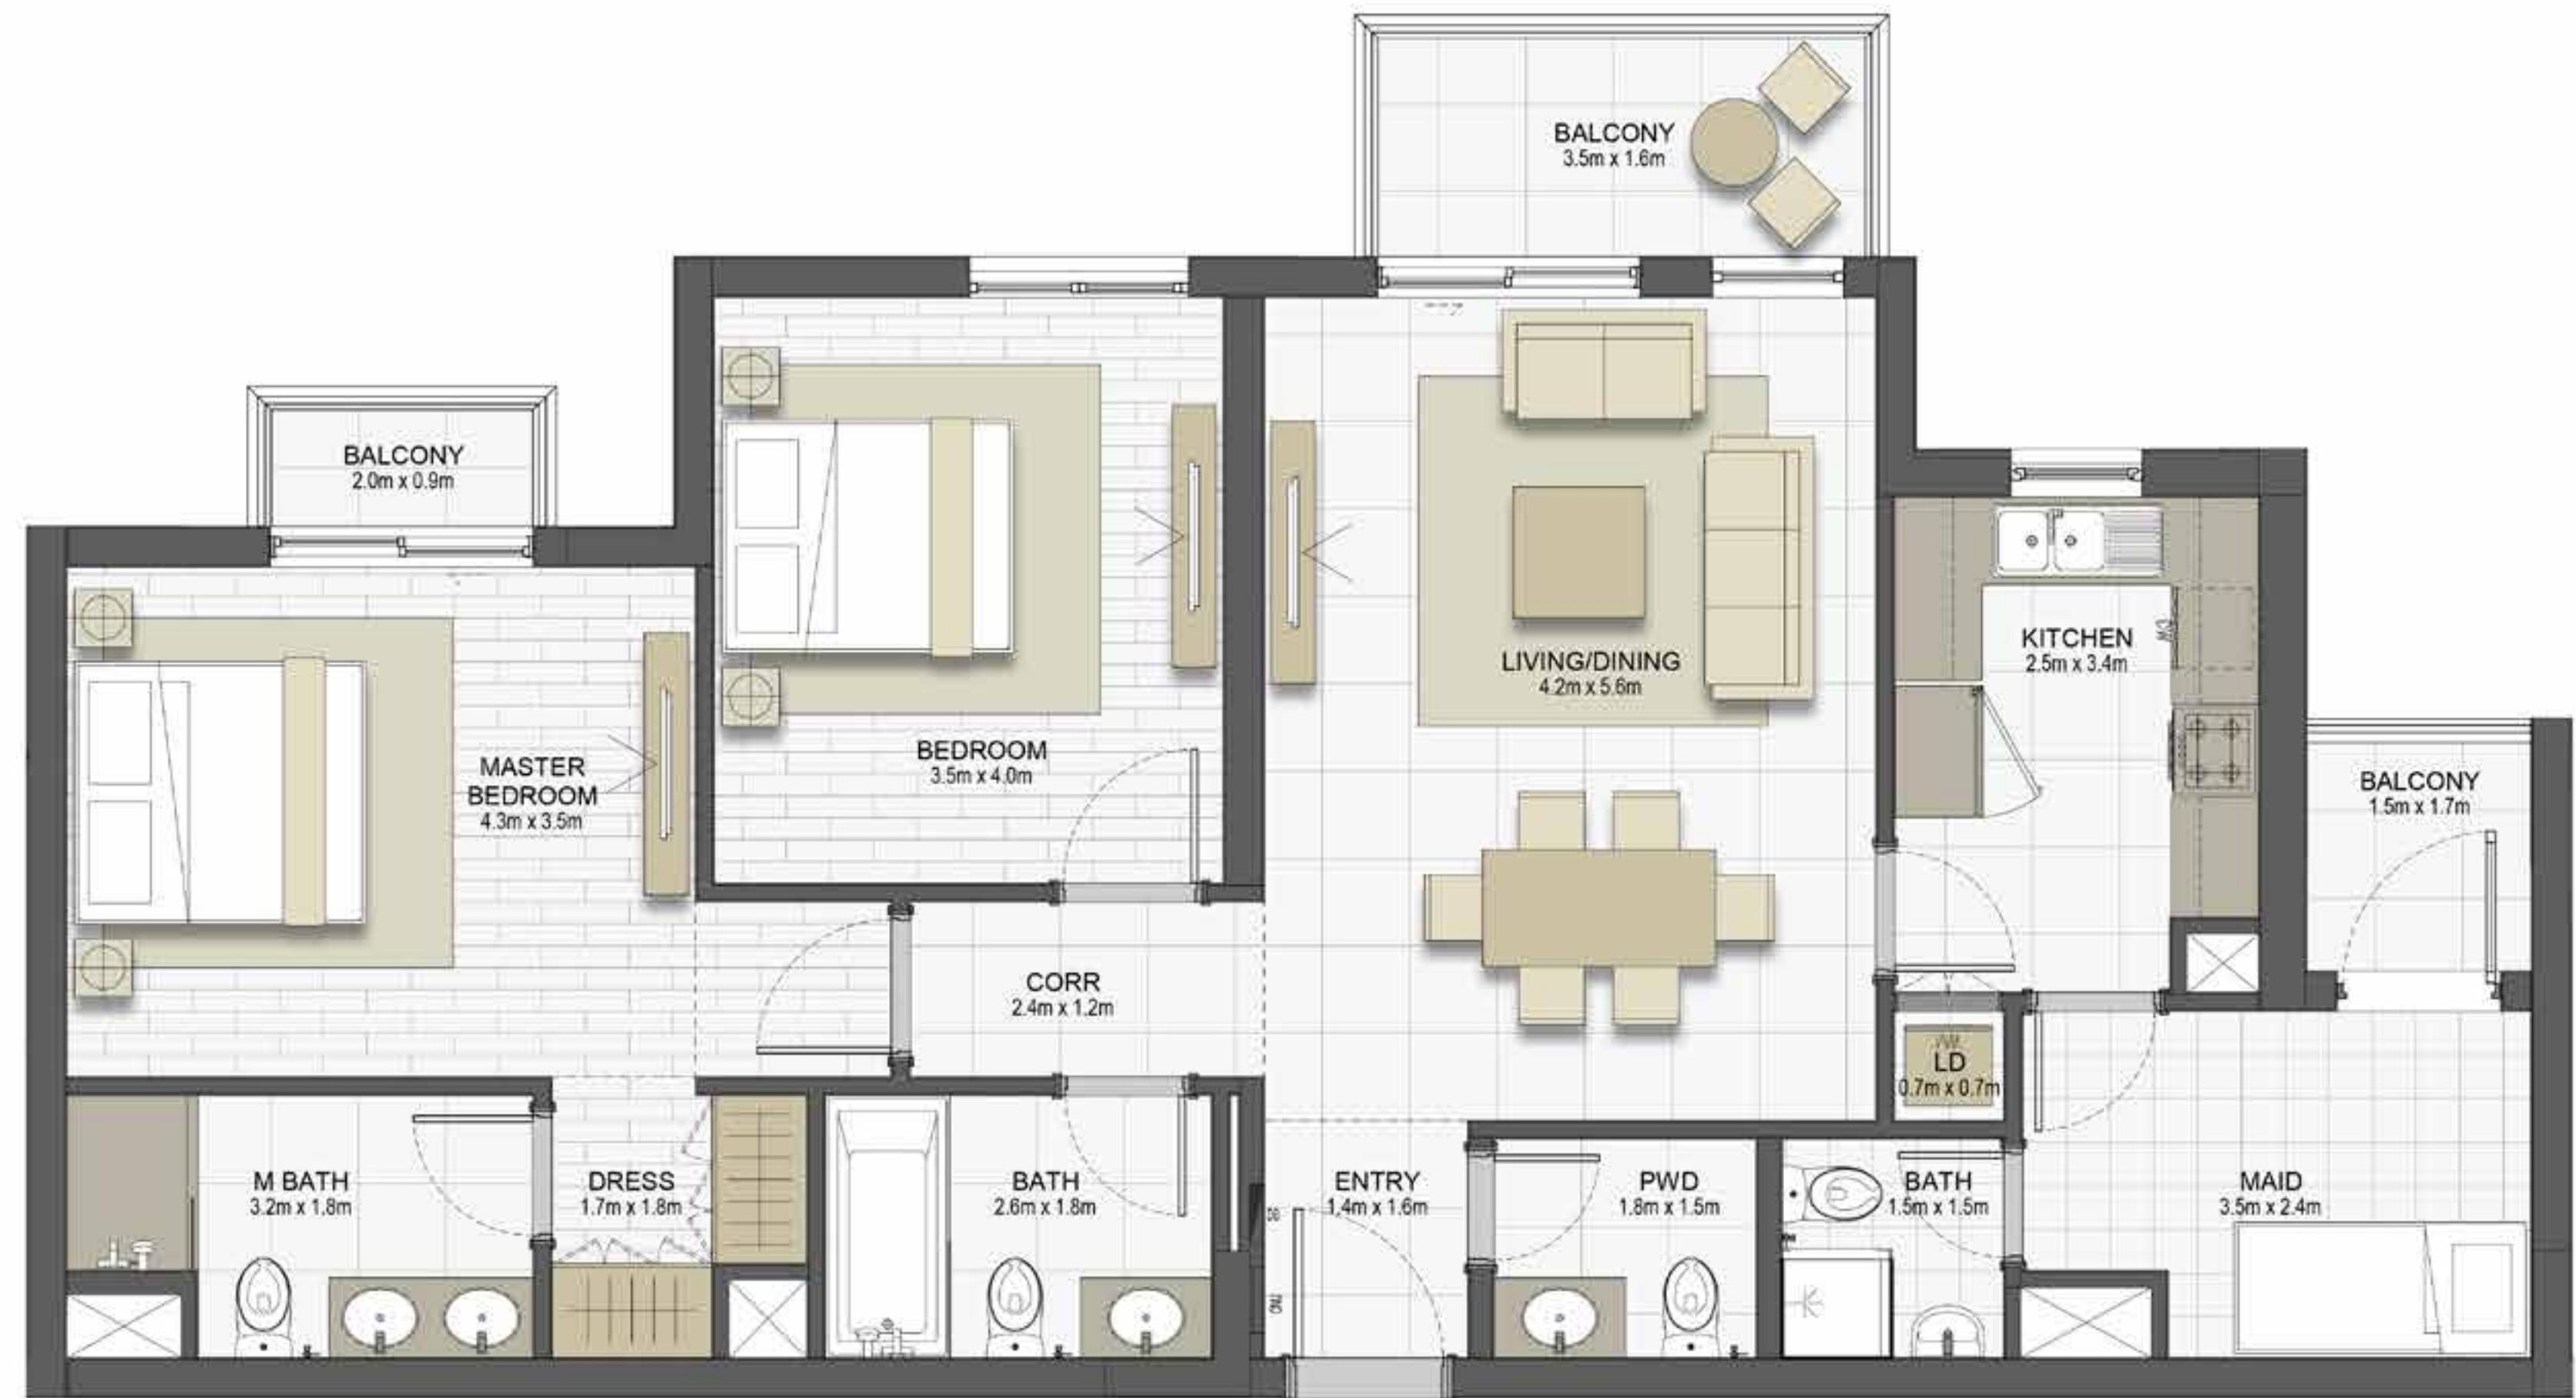 BALCONY
3.5m x 1.6m
BALCONY
2.0m x 0.9m
KITCHEN
2.5m x 3.4m
DW
LIVING/DINING
4.2m x 5.6m
BEDROOM
3.5m x 4.0m
MASTER
BEDROOM
4.3m x 3.5m
BALCONY
1.5m x 1.7m
CORR
2.4m x 1.2m
LD
0.7m x 0.7m
M BATH
3.2m x 1.8m
DRESS
1.7m x 1.8m
BATH
2.6m x 1.8m
ENTRY
1.4m x 1.6m
PWD
1.8m x 1.5m
BATH
1.5m x 1.5m
MAID
3.5m x 2.4m